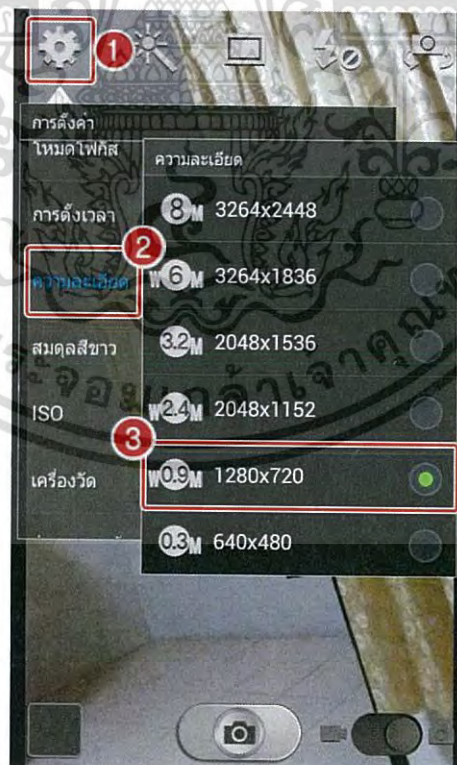 1
การตั้งค่า
โหมดโฟกัส
การตั้งเวลา
2
ความละเอียด
สมดุลสีขาว
ISO
เครื่องวัด
ความละเอียด
8M 3264x2448
W6M 3264x1836
3.2M 2048x1536
W2.4M 2048x1152
3
W0.9M 1280x720
0.3M 640x480